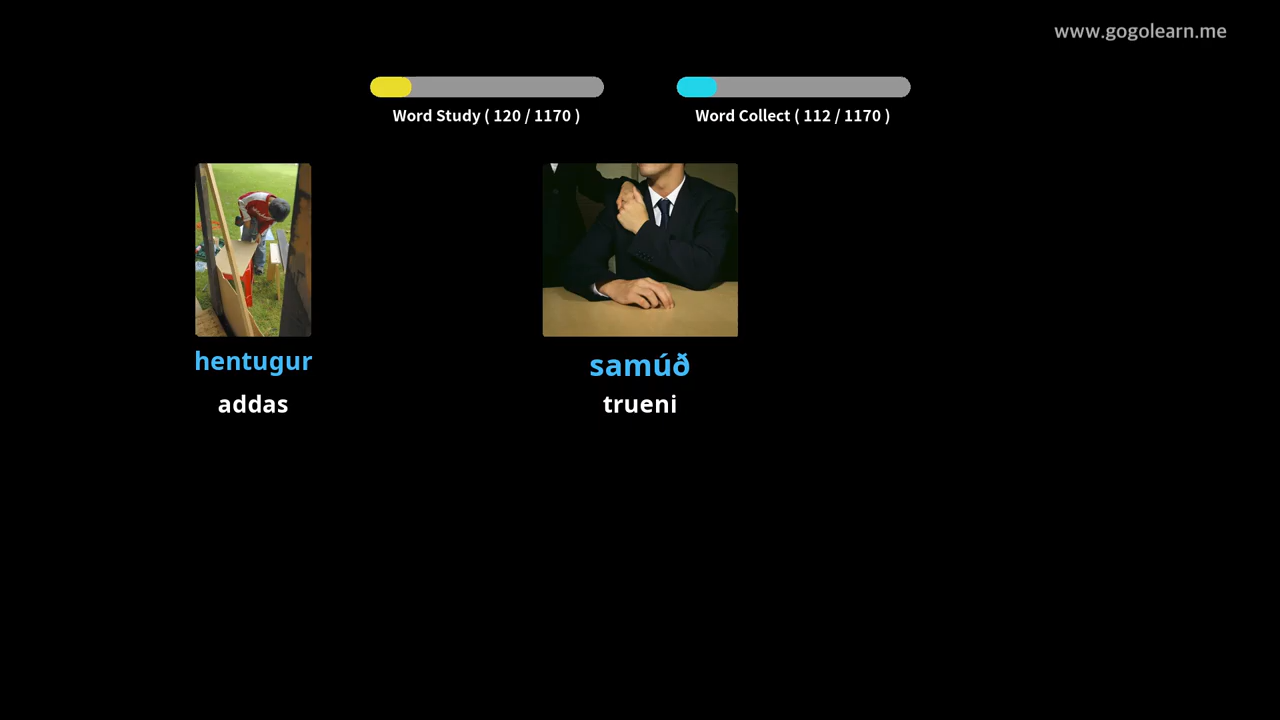 www.gogolearn.me
Word Study ( 120 / 1170 )
Word Collect ( 112 / 1170 )
hentugur
samúð
addas
trueni